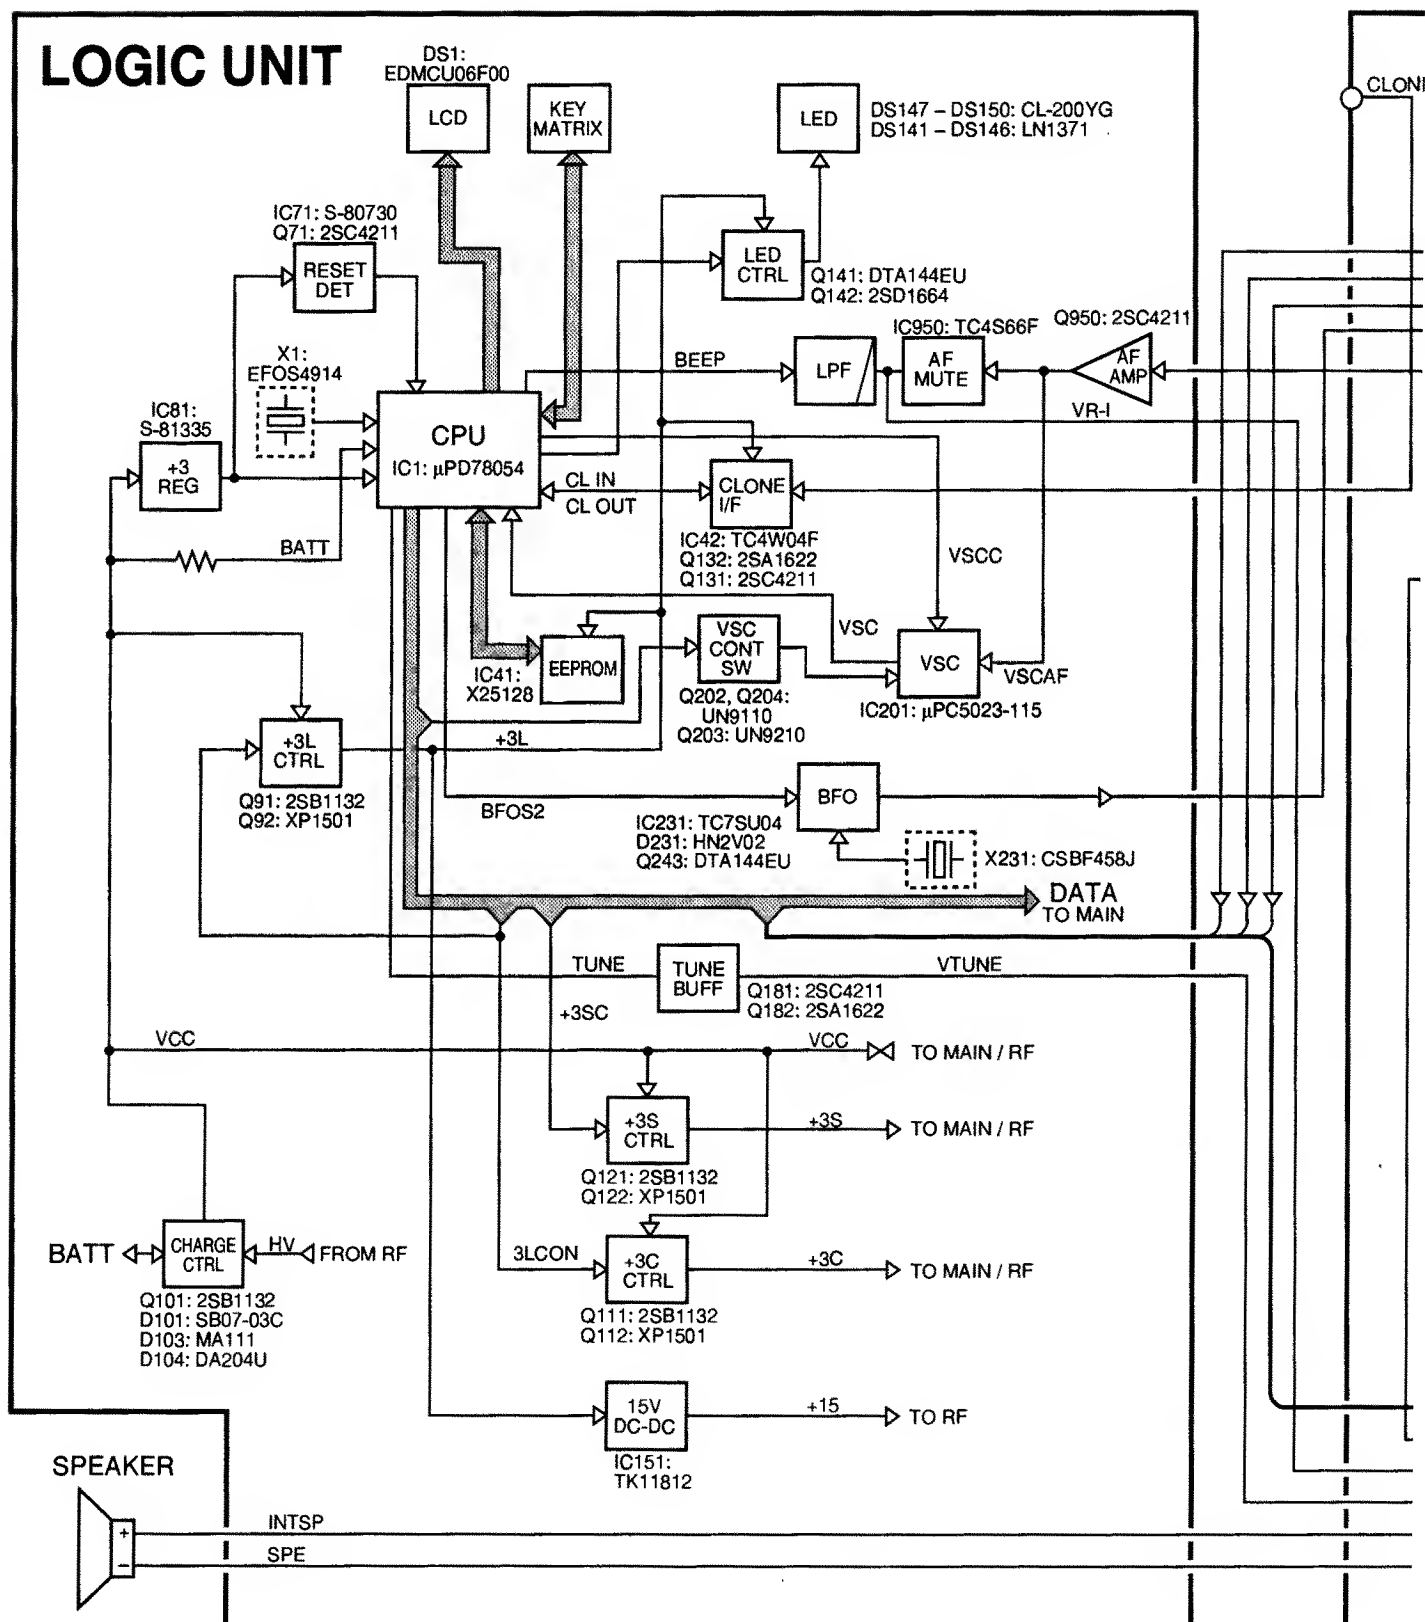 LOGIC UNIT
DS1:
EDMCU06F00
LCD
KEY
MATRIX
LED
DS147 – DS150: CL-200YG
DS141 – DS146: LN1371
IC71: S-80730
Q71: 2SC4211
RESET
DET
LED
CTRL
Q141: DTA144EU
Q142: 2SD1664
X1:
EFOS4914
BEEP
LPF
IC950: TC4S66F
AF
MUTE
Q950: 2SC4211
AF
AMP
VR-I
IC81:
S-81335
+3
REG
CPU
IC1: µPD78054
CL IN
CL OUT
CLONE
I/F
IC42: TC4W04F
Q132: 2SA1622
Q131: 2SC4211
BATT
VSCC
VSC
VSCAF
IC41:
X25128
EEPROM
VSC
CONT
SW
Q202, Q204:
UN9110
Q203: UN9210
VSC
IC201: µPC5023-115
+3L
CTRL
Q91: 2SB1132
Q92: XP1501
+3L
BFOS2
BFO
IC231: TC7SU04
D231: HN2V02
Q243: DTA144EU
X231: CSBF458J
DATA
TO MAIN
TUNE
TUNE
BUFF
VTUNE
Q181: 2SC4211
Q182: 2SA1622
+3SC
VCC
VCC
TO MAIN / RF
+3S
CTRL
+3S
TO MAIN / RF
Q121: 2SB1132
Q122: XP1501
BATT
CHARGE
CTRL
HV
FROM RF
Q101: 2SB1132
D101: SB07-03C
D103: MA111
D104: DA204U
3LCON
+3C
CTRL
+3C
TO MAIN / RF
Q111: 2SB1132
Q112: XP1501
15V
DC-DC
+15
TO RF
IC151:
TK11812
SPEAKER
+
–
INTSP
SPE